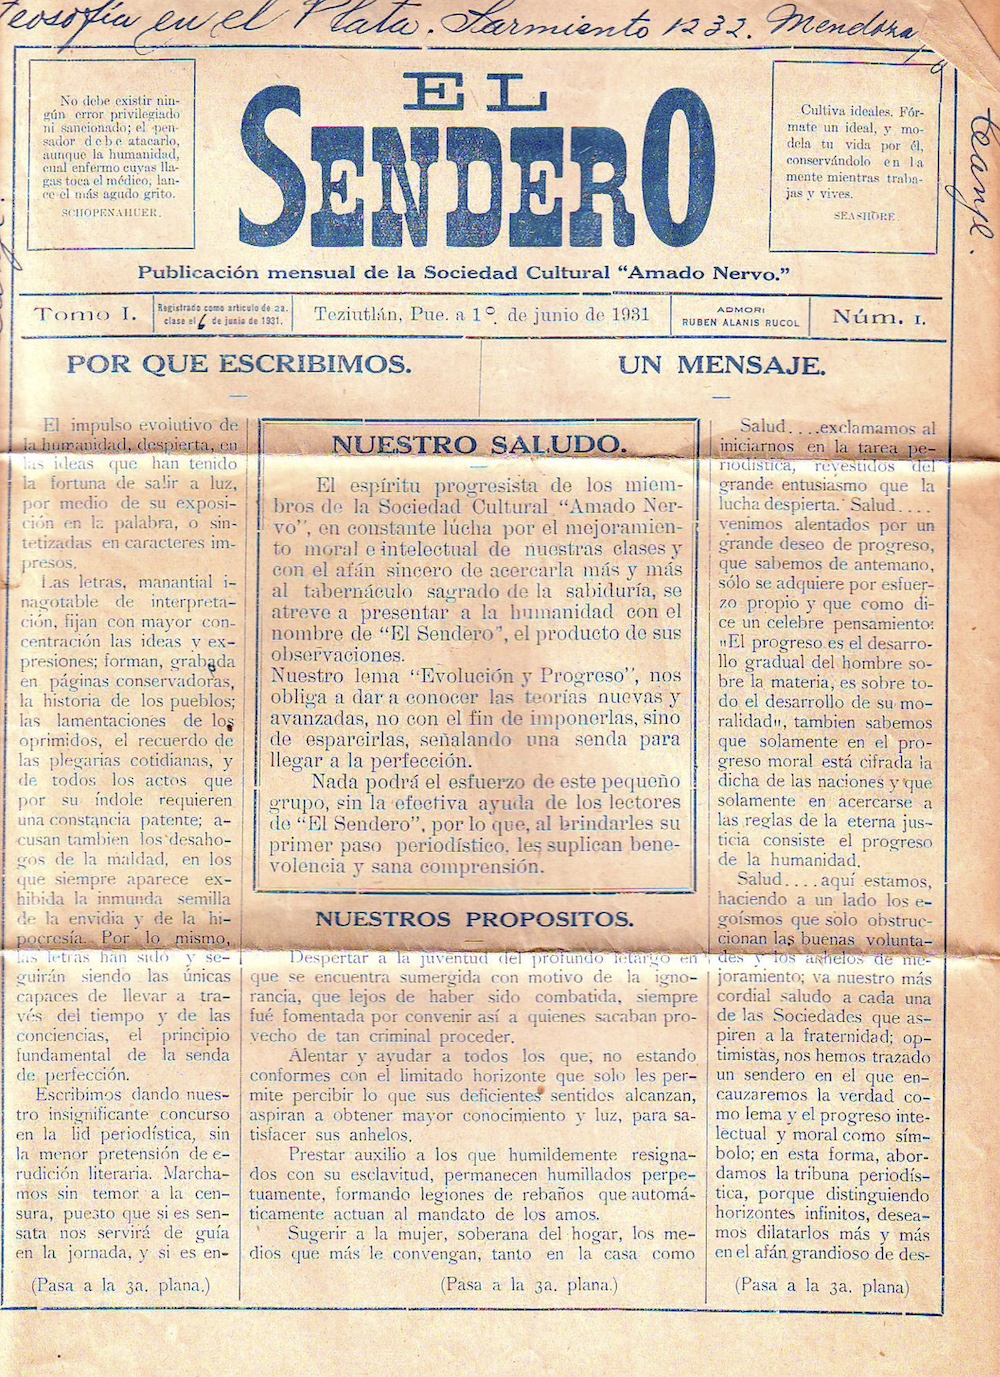 teosofía en el Plata. Sarmiento 1232. Mendoza
canje.
No debe existir nin-
gún error privilegiado
ni sancionado; el pen-
sador debe atacarlo,
aunque la humanidad,
cual enfermo cuyas lla-
gas toca el médico, lan-
ce el más agudo grito.
SCHOPENAHUER.
EL
SENDERO
Cultiva ideales. Fór-
mate un ideal, y mo-
dela tu vida por él,
conservándolo en la
mente mientras traba-
jas y vives.
SEASHORE.
Publicación mensual de la Sociedad Cultural “Amado Nervo.”
Tomo I.
Registrado como artículo de 2a.
clase el 6 de junio de 1931.
Teziutlán, Pue. a 1º. de junio de 1931
ADMOR:
RUBEN ALANIS RUCOL
Núm. 1.
POR QUE ESCRIBIMOS.
El impulso evolutivo de
la humanidad, despierta, en
las ideas que han tenido
la fortuna de salir a luz,
por medio de su exposi-
ción en la palabra, o sin-
tetizadas en caracteres im-
presos.
Las letras, manantial i-
nagotable de interpreta-
ción, fijan con mayor con-
centración las ideas y ex-
presiones; forman, grabada
en páginas conservadoras,
la historia de los pueblos;
las lamentaciones de los
oprimidos, el recuerdo de
las plegarias cotidianas, y
de todos los actos que
por su índole requieren
una constancia patente; a-
cusan tambien los desaho-
gos de la maldad, en los
que siempre aparece ex-
hibida la inmunda semilla
de la envidia y de la hi-
pocresía. Por lo mismo,
las letras han sido y se-
guirán siendo las únicas
capaces de llevar a tra-
vés del tiempo y de las
conciencias, el principio
fundamental de la senda
de perfección.
Escribimos dando nues-
tro insignificante concurso
en la lid periodística, sin
la menor pretensión de e-
rudición literaria. Marcha-
mos sin temor a la cen-
sura, puesto que si es sen-
sata nos servirá de guía
en la jornada, y si es en-
(Pasa a la 3a. plana.)
NUESTRO SALUDO.
El espíritu progresista de los miem-
bros de la Sociedad Cultural “Amado Ner-
vo”, en constante lucha por el mejoramien-
to moral e intelectual de nuestras clases y
con el afán sincero de acercarla más y más
al tabernáculo sagrado de la sabiduría, se
atreve a presentar a la humanidad con el
nombre de “El Sendero”, el producto de sus
observaciones.
Nuestro lema “Evolución y Progreso”, nos
obliga a dar a conocer las teorías nuevas y
avanzadas, no con el fin de imponerlas, sino
de esparcirlas, señalando una senda para
llegar a la perfección.
Nada podrá el esfuerzo de este pequeño
grupo, sin la efectiva ayuda de los lectores
de “El Sendero”, por lo que, al brindarles su
primer paso periodístico, les suplican bene-
volencia y sana comprensión.
NUESTROS PROPOSITOS.
Despertar a la juventud del profundo letargo en
que se encuentra sumergida con motivo de la igno-
rancia, que lejos de haber sido combatida, siempre
fué fomentada por convenir así a quienes sacaban pro-
vecho de tan criminal proceder.
Alentar y ayudar a todos los que, no estando
conformes con el limitado horizonte que solo les per-
mite percibir lo que sus deficientes sentidos alcanzan,
aspiran a obtener mayor conocimiento y luz, para sa-
tisfacer sus anhelos.
Prestar auxilio a los que humildemente resigna-
dos con su esclavitud, permanecen humillados perpe-
tuamente, formando legiones de rebaños que automá-
ticamente actuan al mandato de los amos.
Sugerir a la mujer, soberana del hogar, los me-
dios que más le convengan, tanto en la casa como
(Pasa a la 3a. plana.)
UN MENSAJE.
Salud....exclamamos al
iniciarnos en la tarea pe-
riodística, revestidos del
grande entusiasmo que la
lucha despierta. Salud....
venimos alentados por un
grande deseo de progreso,
que sabemos de antemano,
sólo se adquiere por esfuer-
zo propio y que como di-
ce un celebre pensamiento:
"El progreso es el desarro-
llo gradual del hombre so-
bre la materia, es sobre to-
do el desarrollo de su mo-
ralidad", tambien sabemos
que solamente en el pro-
greso moral está cifrada la
dicha de las naciones y que
solamente en acercarse a
las reglas de la eterna jus-
ticia consiste el progreso
de la humanidad.
Salud....aquí estamos,
haciendo a un lado los e-
goísmos que solo obstruc-
cionan las buenas volunta-
des y los anhelos de me-
joramiento; va nuestro más
cordial saludo a cada una
de las Sociedades que as-
piren a la fraternidad; op-
timistas, nos hemos trazado
un sendero en el que en-
cauzaremos la verdad co-
mo lema y el progreso inte-
lectual y moral como sím-
bolo; en esta forma, abor-
damos la tribuna periodís-
tica, porque distinguiendo
horizontes infinitos, desea-
mos dilatarlos más y más
en el afán grandioso de des-
(Pasa a la 3a. plana)